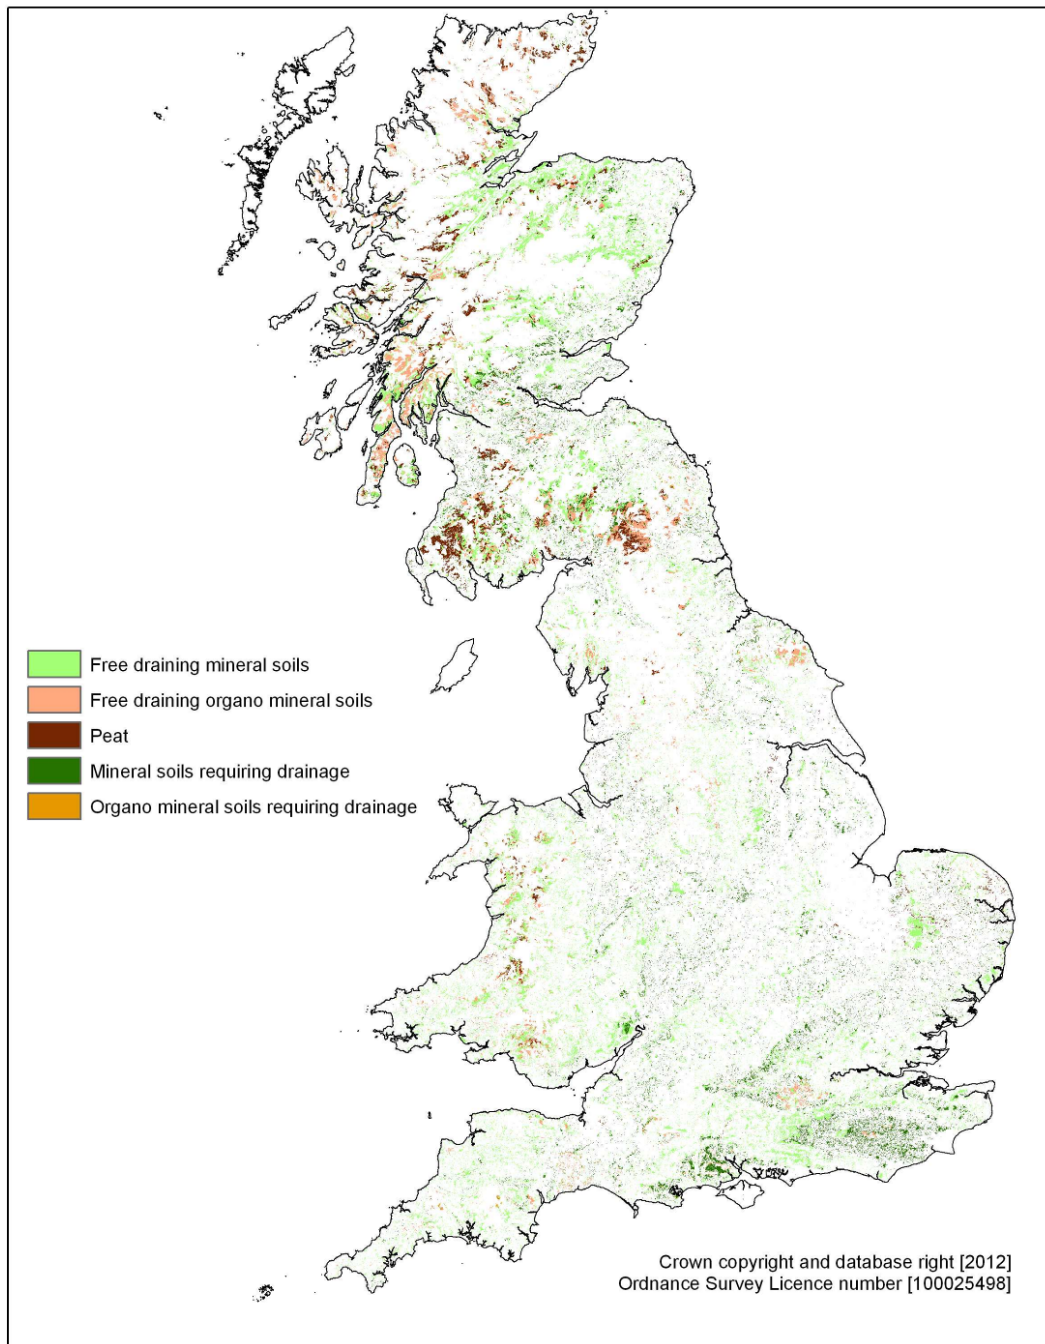 Free draining mineral soils
Free draining organo mineral soils
Peat
Mineral soils requiring drainage
Organo mineral soils requiring drainage
Crown copyright and database right [2012]
Ordnance Survey Licence number [100025498]